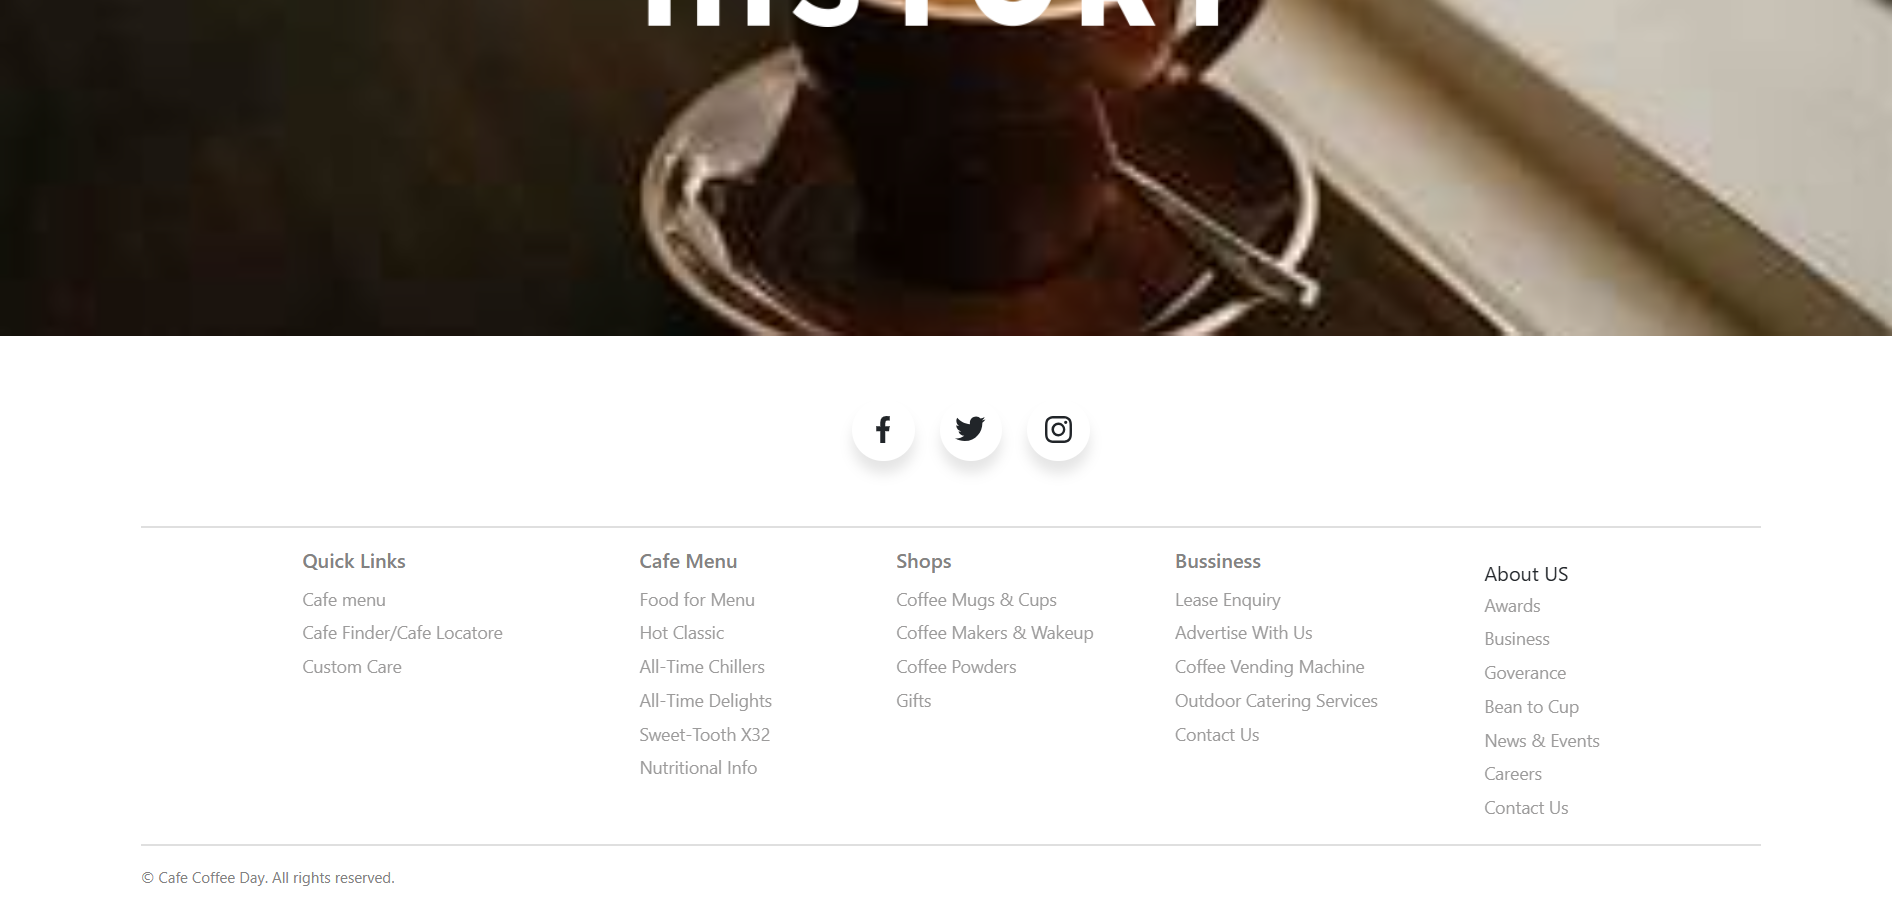 HISTORY
Quick Links
Cafe menu
Cafe Finder/Cafe Locatore
Custom Care
Cafe Menu
Food for Menu
Hot Classic
All-Time Chillers
All-Time Delights
Sweet-Tooth X32
Nutritional Info
Shops
Coffee Mugs & Cups
Coffee Makers & Wakeup
Coffee Powders
Gifts
Bussiness
Lease Enquiry
Advertise With Us
Coffee Vending Machine
Outdoor Catering Services
Contact Us
About US
Awards
Business
Goverance
Bean to Cup
News & Events
Careers
Contact Us
© Cafe Coffee Day. All rights reserved.